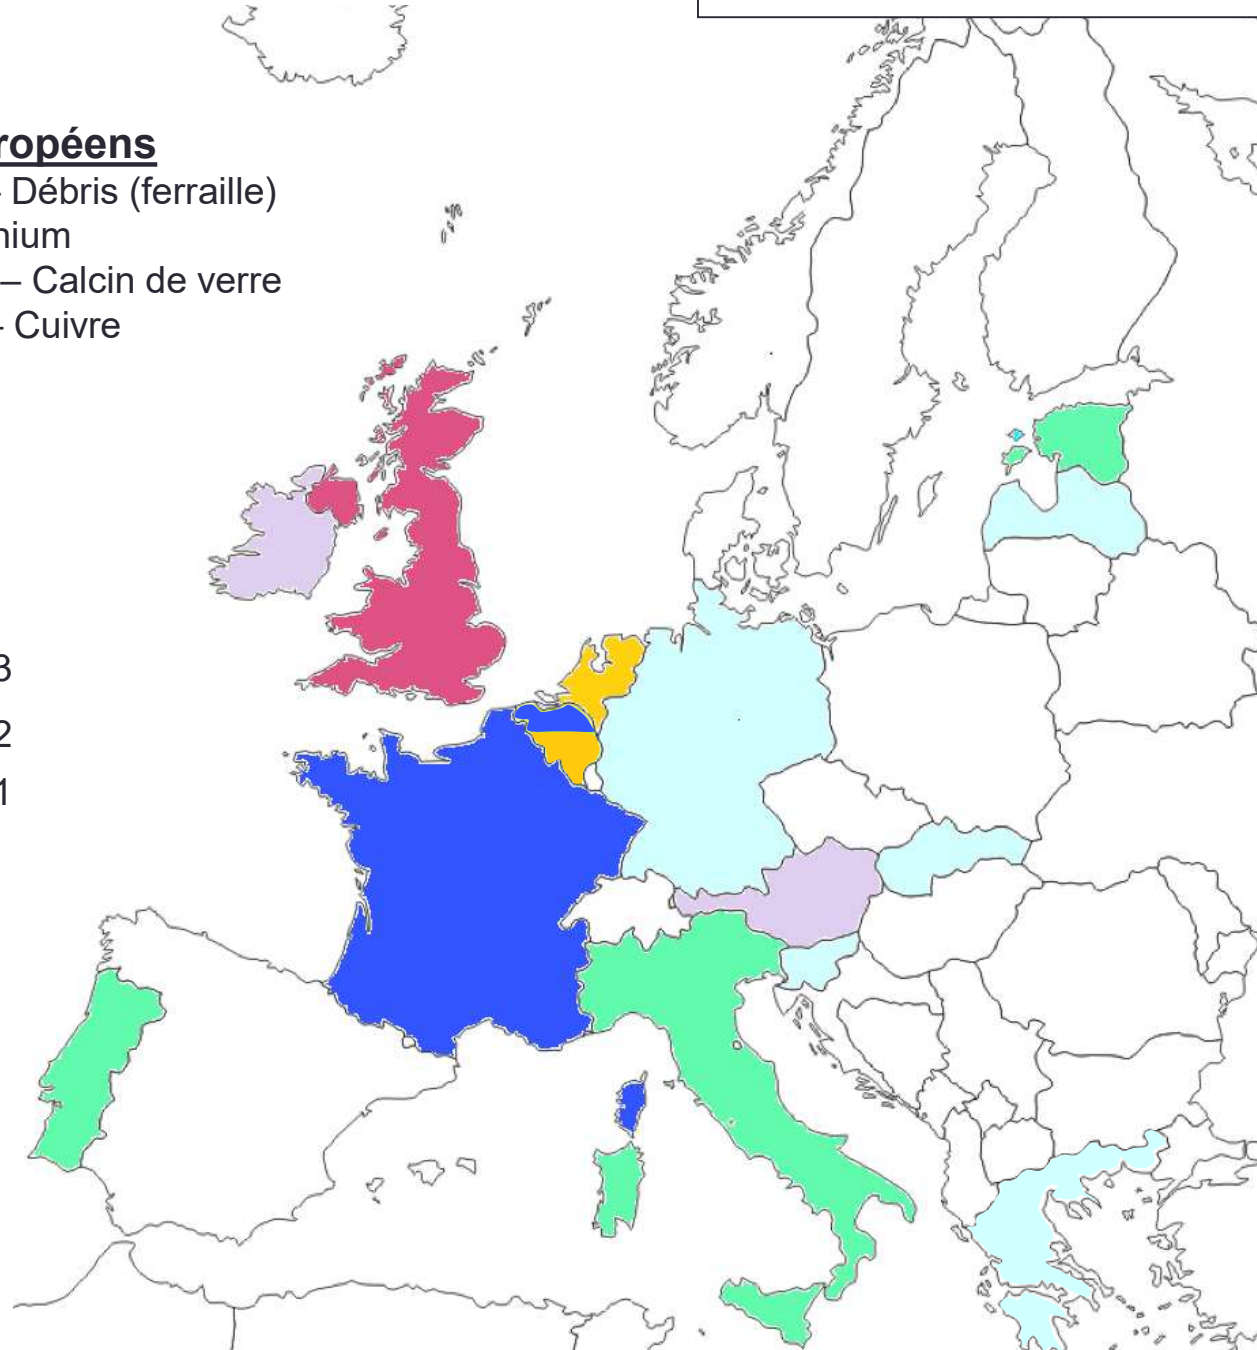 ropéens
- Débris (ferraille)
nium
– Calcin de verre
- Cuivre
3
2
1